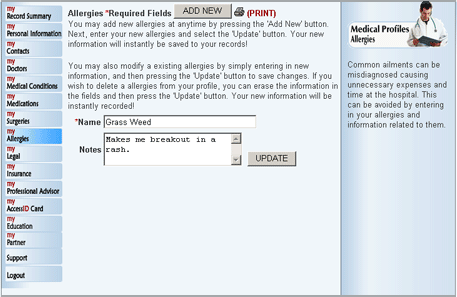 my
Record Summary
my
Personal Information
my
Contacts
my
Doctors
my
Medical Conditions
my
Medications
my
Surgeries
my
Allergies
my
Legal
my
Insurance
my
Professional Advisor
my
AccessID Card
my
Education
my
Partner
Support
Logout
Allergies *Required Fields ADD NEW (PRINT)
You may add new allergies at anytime by pressing the 'Add New' button.
Next, enter your new allergies and select the 'Update' button. Your new
information will instantly be saved to your records!
You may also modify a existing allergies by simply entering in new
information, and then pressing the 'Update' button to save changes. If you
wish to delete a allergies from your profile, you can erase the information in
the fields and then press the 'Update' button. Your new information will be
instantly recorded!
*Name Grass Weed
Notes Makes me breakout in a
rash.
UPDATE
Medical Profiles
Allergies
Common ailments can be
misdiagnosed causing
unnecessary expenses and
time at the hospital. This
can be avoided by entering
in your allergies and
information related to them.